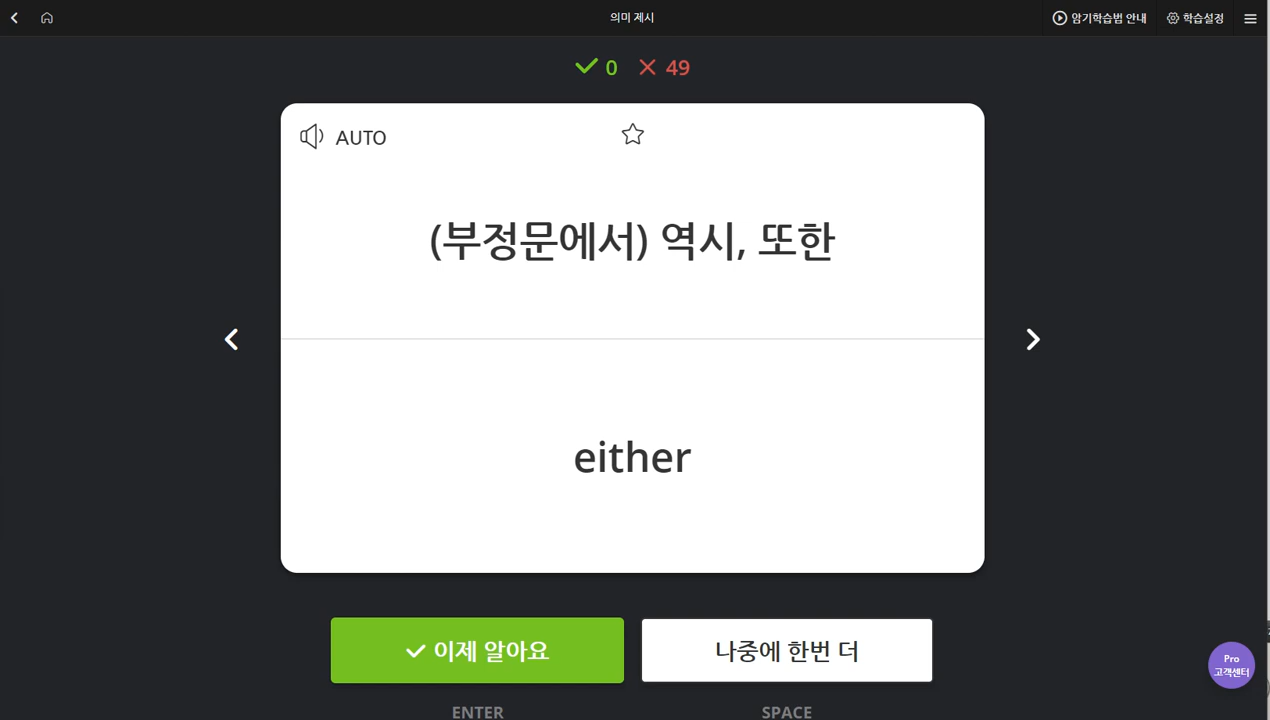 의미 제시
암기학습법 안내
학습설정
0 49
AUTO
(부정문에서) 역시, 또한
either
이제 알아요
나중에 한번 더
ENTER
SPACE
Pro
고객센터